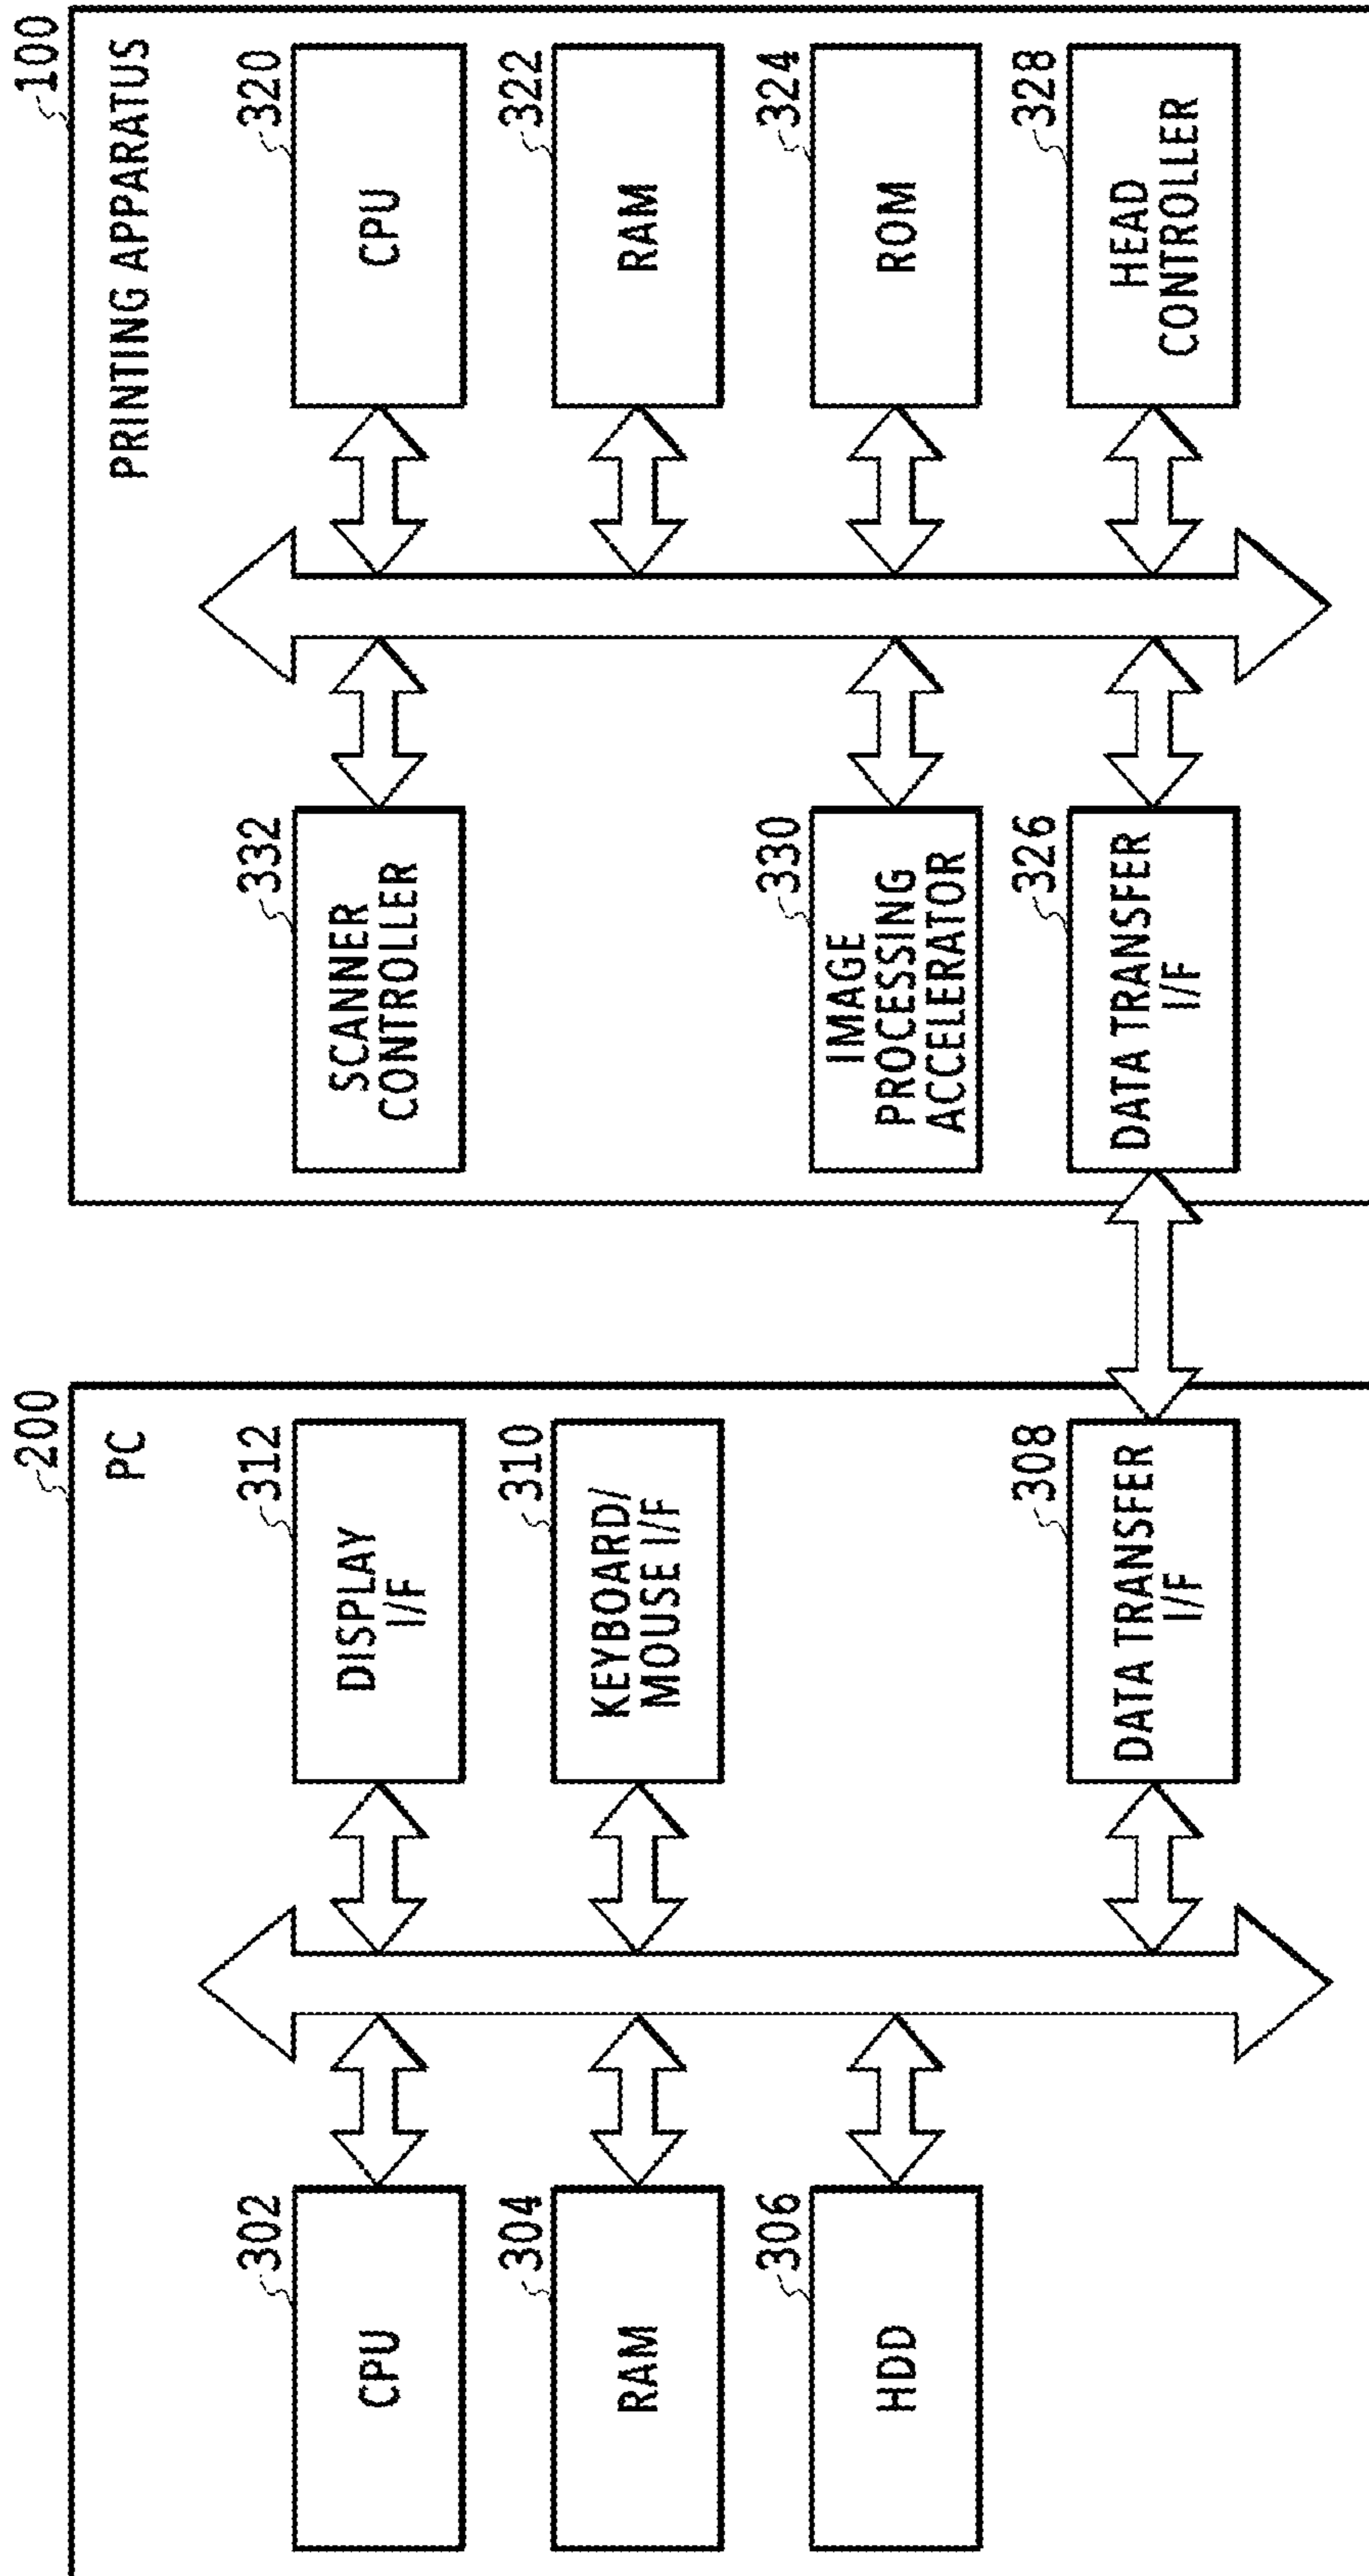 200
PC
302
CPU
304
RAM
306
HDD
312
DISPLAY
I/F
310
KEYBOARD/
MOUSE I/F
308
DATA TRANSFER
I/F
100
PRINTING APPARATUS
332
SCANNER
CONTROLLER
330
IMAGE
PROCESSING
ACCELERATOR
326
DATA TRANSFER
I/F
320
CPU
322
RAM
324
ROM
328
HEAD
CONTROLLER